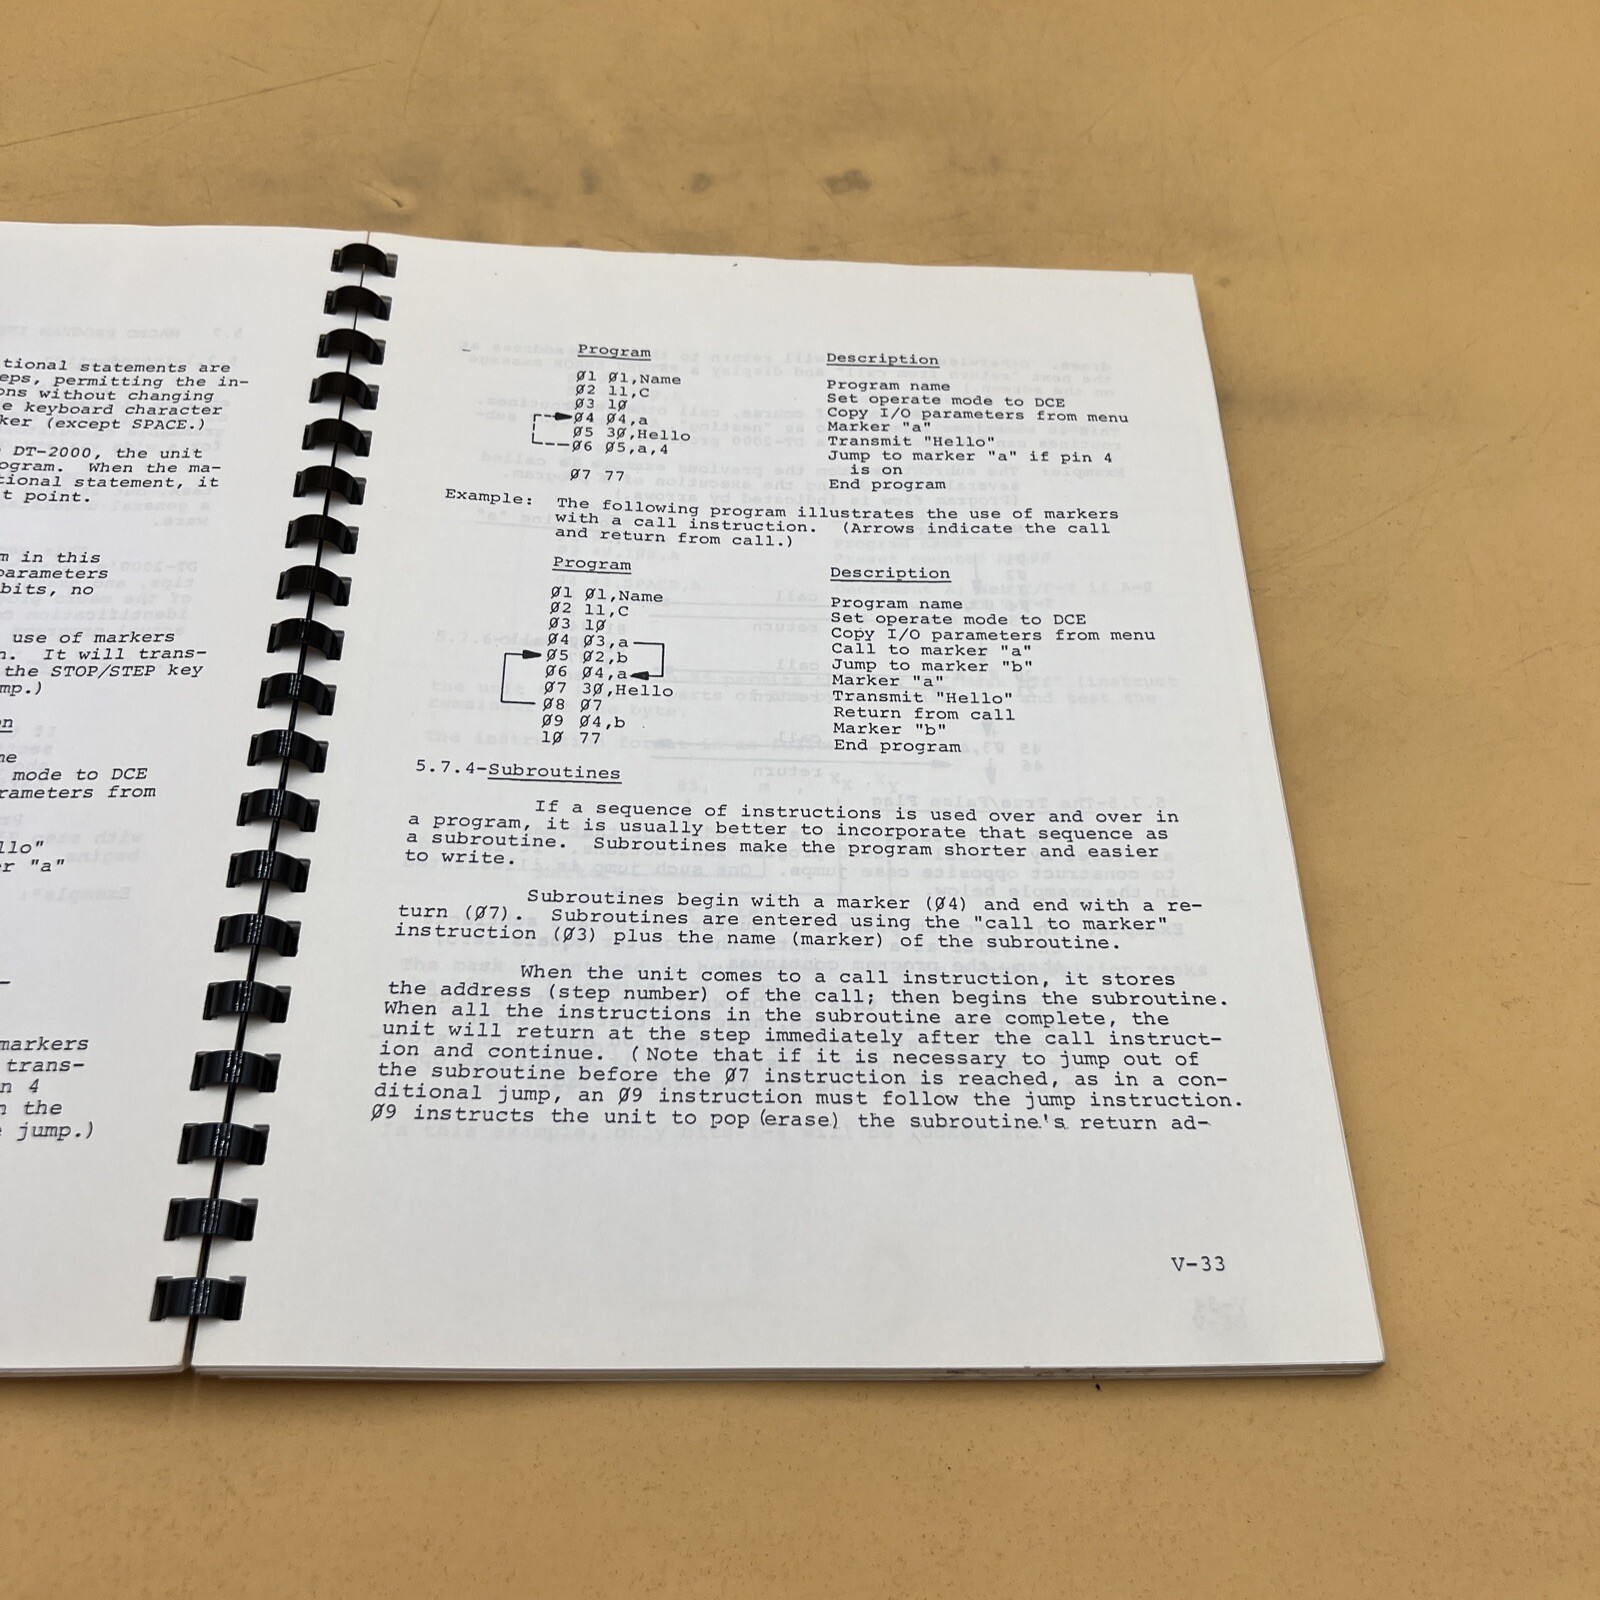 tional statements are
eps, permitting the in-
ons without changing
e keyboard character
ker (except SPACE.)
DT-2000, the unit
ogram. When the ma-
tional statement, it
t point.
m in this
parameters
bits, no
use of markers
n. It will trans-
the STOP/STEP key
mp.)
on
me
mode to DCE
rameters from
llo"
er "a"
markers
trans-
n 4
n the
e jump.)
Program Description
Ø1 Ø1,Name Program name
Ø2 11,C Set operate mode to DCE
Ø3 1Ø Copy I/O parameters from menu
Ø4 Ø4,a Marker "a"
Ø5 3Ø,Hello Transmit "Hello"
Ø6 Ø5,a,4 Jump to marker "a" if pin 4
is on
Ø7 77 End program
Example: The following program illustrates the use of markers
with a call instruction. (Arrows indicate the call
and return from call.)
Program Description
Ø1 Ø1,Name Program name
Ø2 11,C Set operate mode to DCE
Ø3 1Ø Copy I/O parameters from menu
Ø4 Ø3,a Call to marker "a"
Ø5 Ø2,b Jump to marker "b"
Ø6 Ø4,a Marker "a"
Ø7 3Ø,Hello Transmit "Hello"
Ø8 Ø7 Return from call
Ø9 Ø4,b Marker "b"
1Ø 77 End program
5.7.4-Subroutines
If a sequence of instructions is used over and over in
a program, it is usually better to incorporate that sequence as
a subroutine. Subroutines make the program shorter and easier
to write.
Subroutines begin with a marker (Ø4) and end with a re-
turn (Ø7). Subroutines are entered using the "call to marker"
instruction (Ø3) plus the name (marker) of the subroutine.
When the unit comes to a call instruction, it stores
the address (step number) of the call; then begins the subroutine.
When all the instructions in the subroutine are complete, the
unit will return at the step immediately after the call instruct-
ion and continue. (Note that if it is necessary to jump out of
the subroutine before the Ø7 instruction is reached, as in a con-
ditional jump, an Ø9 instruction must follow the jump instruction.
Ø9 instructs the unit to pop (erase) the subroutine's return ad-
V-33